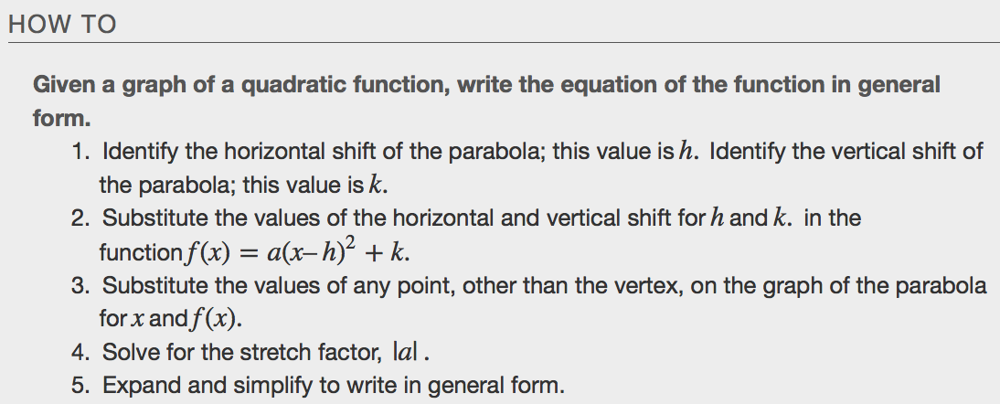 HOW TO
Given a graph of a quadratic function, write the equation of the function in general
form.
1. Identify the horizontal shift of the parabola; this value is h. Identify the vertical shift of
the parabola; this value is k.
2. Substitute the values of the horizontal and vertical shift for h and k. in the
function f(x) = a(x–h)² + k.
3. Substitute the values of any point, other than the vertex, on the graph of the parabola
for x and f(x).
4. Solve for the stretch factor, |a| .
5. Expand and simplify to write in general form.